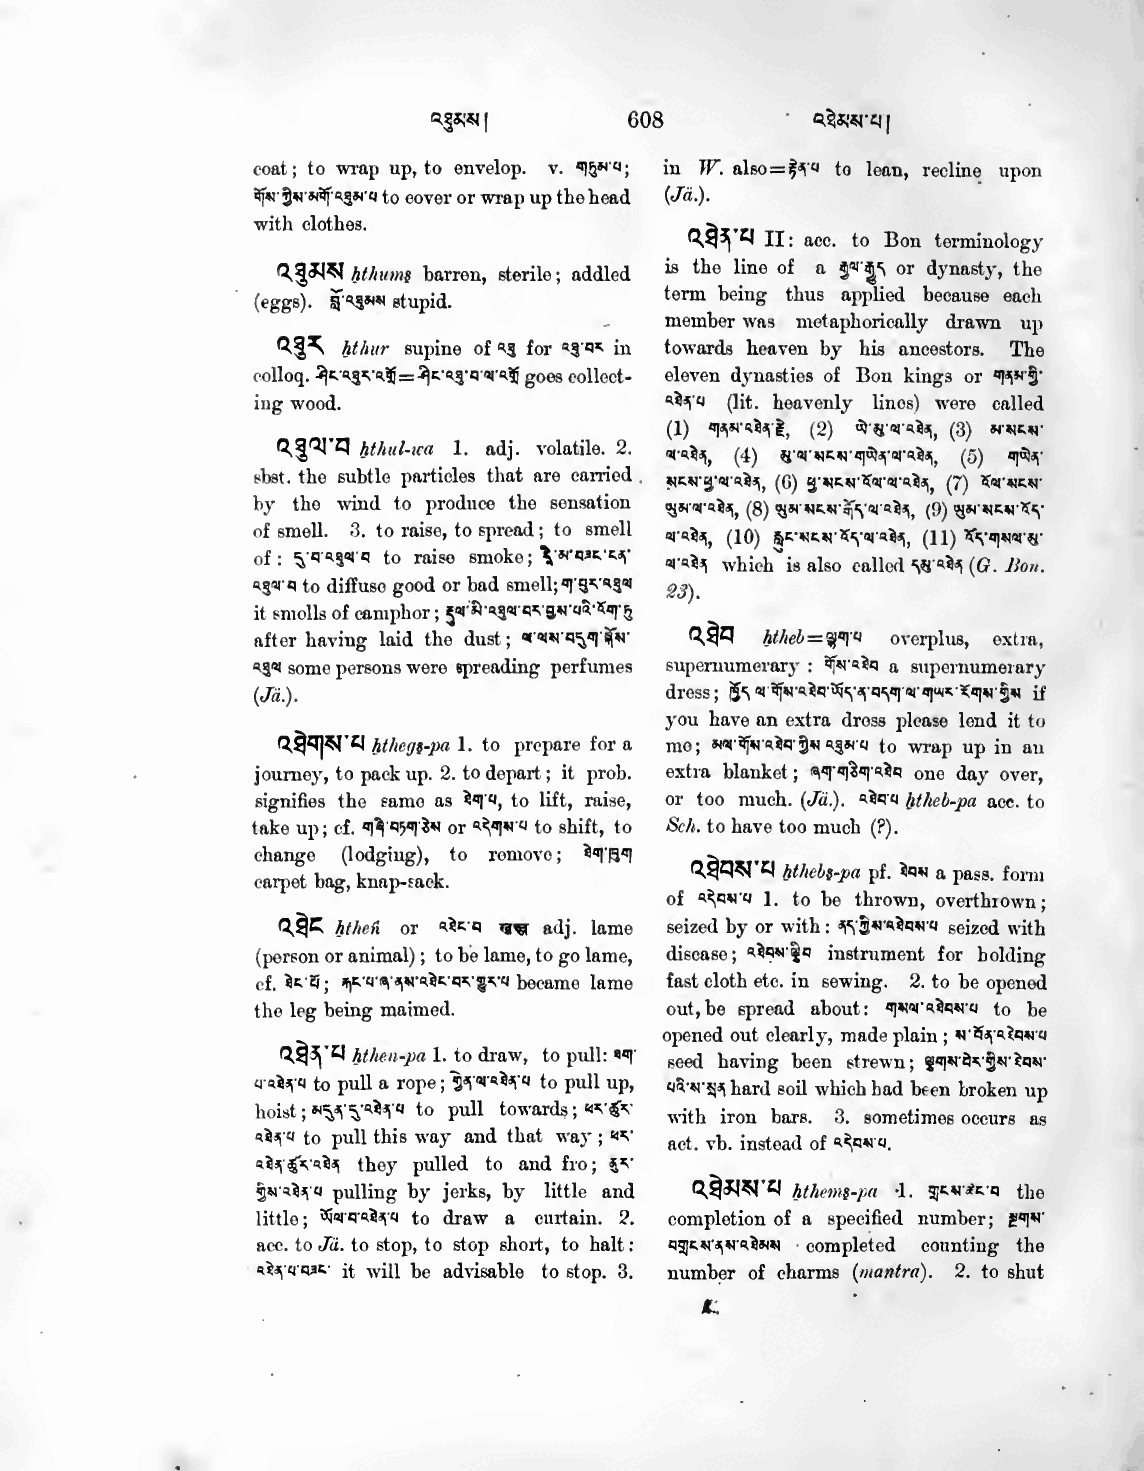 འཐུམས།
608
འཐེམས་པ།
coat; to wrap up, to envelop. v. གཏུམ་པ;
གོས་ཀྱིས་མགོ་འཐུམ་པ to cover or wrap up the head
with clothes.
འཐུམས ḥthums barren, sterile; addled
(eggs). བློ་འཐུམས stupid.
འཐུར ḥthur supine of འཐུ for འཐུ་བར in
colloq. ཤིང་འཐུར་འགྲོ=ཤིང་འཐུ་བ་ལ་འགྲོ goes collect-
ing wood.
འཐུལ་བ ḥthul-wa 1. adj. volatile. 2.
sbst. the subtle particles that are carried
by the wind to produce the sensation
of smell. 3. to raise, to spread; to smell
of: དུ་བ་འཐུལ་བ to raise smoke; དྲི་མ་བཟང་ངན་
འཐུལ་བ to diffuse good or bad smell; ག་བུར་འཐུལ
it smells of camphor; རྡུལ་མི་འཐུལ་བར་བྱས་པའི་འོག་ཏུ
after having laid the dust; ལ་ལས་བདུག་སྤོས་
འཐུལ some persons were spreading perfumes
(Jä.).
འཐེགས་པ ḥthegs-pa 1. to prepare for a
journey, to pack up. 2. to depart; it prob.
signifies the same as ཐེག་པ, to lift, raise,
take up; cf. གཞི་བཏག་ཙེམ or འདེགས་པ to shift, to
change (lodging), to remove; ཐེག་ཁུག
carpet bag, knap-sack.
འཐེང ḥtheṅ or འཐེང་བ खञ्ज adj. lame
(person or animal); to be lame, to go lame,
cf. ཐེང་པོ; རྐང་པ་ཞ་ནས་འཐེང་བར་གྱུར་པ became lame
the leg being maimed.
འཐེན་པ ḥthen-pa 1. to draw, to pull: ཐག་
པ་འཐེན་པ to pull a rope; གྱེན་ལ་འཐེན་པ to pull up,
hoist; མདུན་དུ་འཐེན་པ to pull towards; ཕར་ཚུར་
འཐེན་པ to pull this way and that way; ཕར་
འཐེན་ཚུར་འཐེན they pulled to and fro; ནུར་
གྱིས་འཐེན་པ pulling by jerks, by little and
little; ཡོལ་བ་འཐེན་པ to draw a curtain. 2.
acc. to Jä. to stop, to stop short, to halt:
འཐེན་པ་བཟང་ it will be advisable to stop. 3.
in W. also=རྟེན་པ to lean, recline upon
(Jä.).
འཐེན་པ II: acc. to Bon terminology
is the line of a རྒྱལ་རྒྱུད or dynasty, the
term being thus applied because each
member was metaphorically drawn up
towards heaven by his ancestors. The
eleven dynasties of Bon kings or གནམ་གྱི་
འཐེན་པ (lit. heavenly lines) were called
(1) གནམ་འཐེན་རྗེ, (2) ཡེ་མུ་ལ་འཐེན, (3) མ་སངས་
ལ་འཐེན, (4) མུ་ལ་སངས་གཡེན་ལ་འཐེན, (5) གཡེན་
སངས་ཕྱ་ལ་འཐེན, (6) ཕྱ་སངས་དོལ་ལ་འཐེན, (7) དོལ་སངས་
ཡུམ་ལ་འཐེན, (8) ཡུམ་སངས་རྒོད་ལ་འཐེན, (9) ཡུམ་སངས་འོད་
ལ་འཐེན, (10) རླུང་སངས་འོད་ལ་འཐེན, (11) འོད་གསལ་མུ་
ལ་འཐེན which is also called དམུ་འཐེན (G. Bon.
23).
འཐེབ ḥtheb=ལྷག་པ overplus, extra,
supernumerary: གོས་འཐེབ a supernumerary
dress; ཁྱོད་ལ་གོས་འཐེབ་ཡོད་ན་བདག་ལ་གཡར་རོགས་གྱིས if
you have an extra dress please lend it to
me; མལ་གོས་འཐེབ་ཀྱིས་འཐུམ་པ to wrap up in an
extra blanket; ཞག་གཅིག་འཐེབ one day over,
or too much. (Jä.). འཐེབ་པ ḥtheb-pa acc. to
Sch. to have too much (?).
འཐེབས་པ ḥthebs-pa pf. ཐེབས a pass. form
of འདེབས་པ 1. to be thrown, overthrown;
seized by or with: ནད་ཀྱིས་འཐེབས་པ seized with
disease; འཐེབས་ལྕེབ instrument for holding
fast cloth etc. in sewing. 2. to be opened
out, be spread about: གསལ་འཐེབས་པ to be
opened out clearly, made plain; ས་བོན་འདེབས་པ
seed having been strewn; ལྕགས་བེར་གྱིས་ཐེབས་
པའི་ས་སྲན hard soil which had been broken up
with iron bars. 3. sometimes occurs as
act. vb. instead of འདེབས་པ.
འཐེམས་པ ḥthems-pa 1. གྲངས་ཚང་བ the
completion of a specified number; སྔགས་
བགྲངས་ནས་འཐེམས completed counting the
number of charms (mantra). 2. to shut